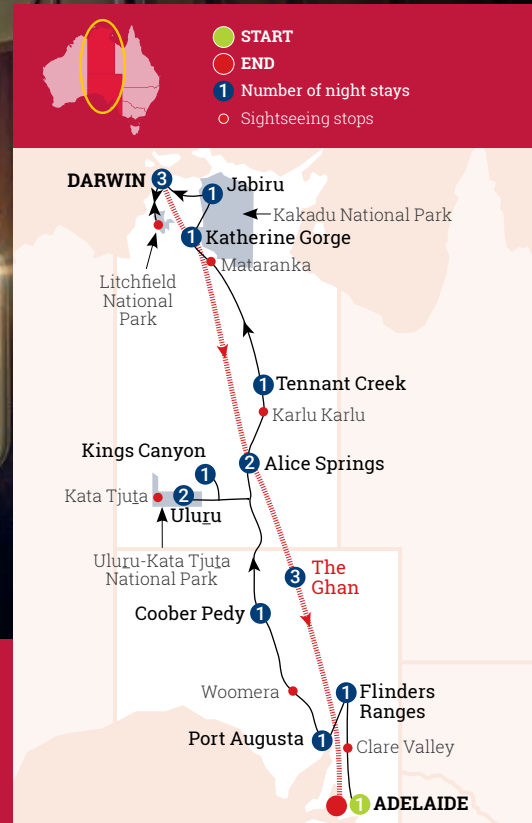 START
END
1 Number of night stays
Sightseeing stops
DARWIN 3
1 Jabiru
Kakadu National Park
1 Katherine Gorge
Mataranka
Litchfield
National
Park
1 Tennant Creek
Karlu Karlu
Kings Canyon
1
2 Alice Springs
Kata Tjuṯa
2
Uluṟu
Uluṟu-Kata Tjuṯa
National Park
3 The
Ghan
Coober Pedy 1
Woomera
1 Flinders
Ranges
Port Augusta 1
Clare Valley
1 ADELAIDE